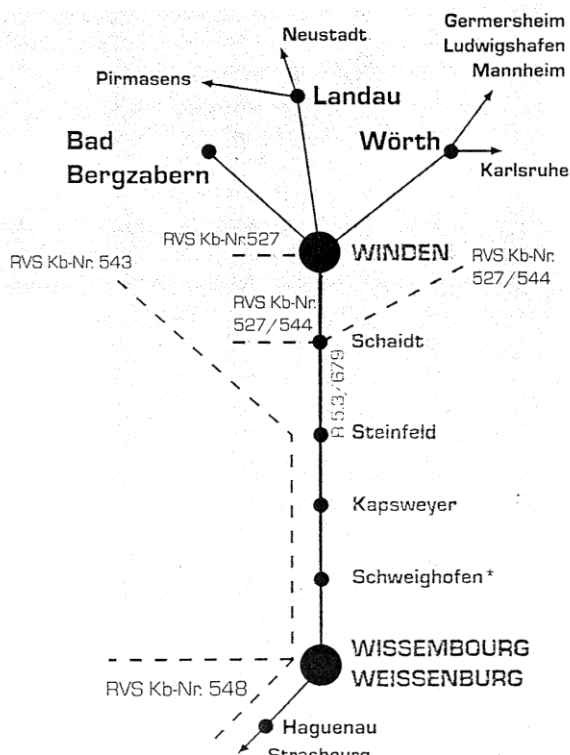 Neustadt
Germersheim
Ludwigshafen
Mannheim
Pirmasens
Landau
Bad
Bergzabern
Wörth
Karlsruhe
RVS Kb-Nr.527
WINDEN
RVS Kb-Nr.
527/544
RVS Kb-Nr. 543
RVS Kb-Nr.
527/544
Schaidt
R 53/679
Steinfeld
Kapsweyer
Schweighofen*
WISSEMBOURG
WEISSENBURG
RVS Kb-Nr. 548
Haguenau
Strasbourg